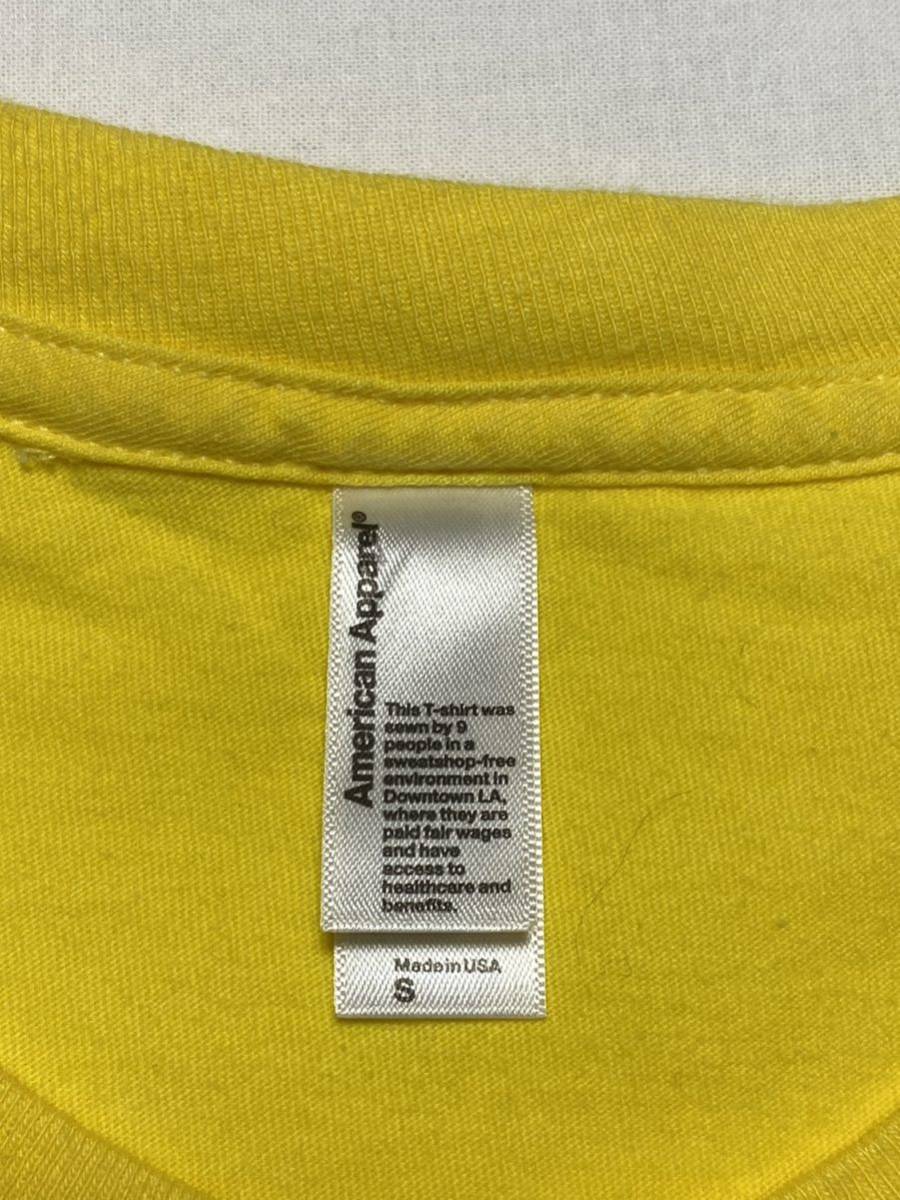 American Apparel®
This T-shirt was
sewn by 9
people in a
sweatshop-free
environment in
Downtown LA,
where they are
paid fair wages
and have
access to
healthcare and
benefits.
Made in USA
S